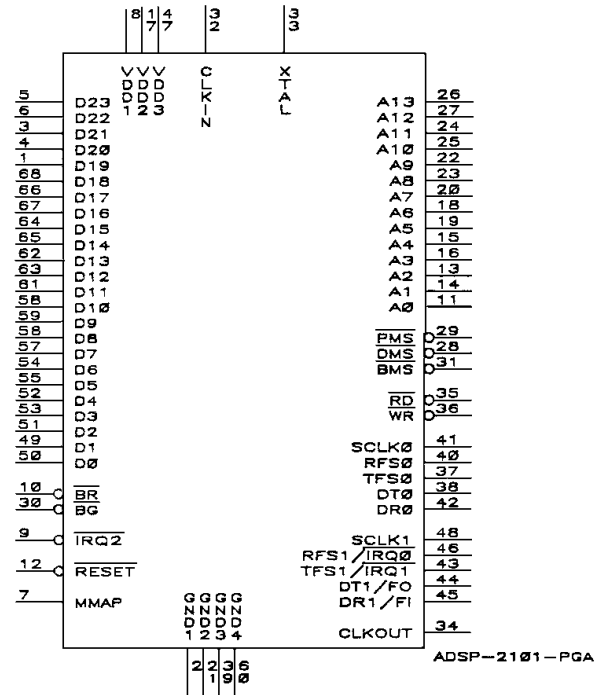 8 17 47 32 33
VDD1 VDD2 VDD3 CLKIN XTAL
5 D23 A13 26
6 D22 A12 27
3 D21 A11 24
4 D20 A10 25
1 D19 A9 22
68 D18 A8 23
66 D17 A7 20
67 D16 A6 18
64 D15 A5 19
65 D14 A4 15
62 D13 A3 16
63 D12 A2 13
81 D11 A1 14
58 D10 A0 11
59 D9
58 D8 PMS 29
57 D7 DMS 28
54 D6 BMS 31
55 D5
52 D4 RD 35
53 D3 WR 36
51 D2
49 D1 SCLK0 41
50 D0 RFS0 40
TFS0 37
10 BR DT0 38
30 BG DR0 42
9 IRQ2 SCLK1 48
RFS1/IRQ0 46
12 RESET TFS1/IRQ1 43
DT1/FO 44
7 MMAP DR1/FI 45
GND1 GND2 GND3 GND4
CLKOUT 34
2 21 39 60
ADSP-2101-PGA